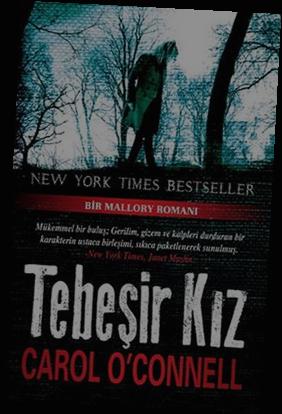 NEW YORK TIMES BESTSELLER
BİR MALLORY ROMANI
Mükemmel bir buluş; Gerilim, gizem ve kalpleri durduran bir
karakterin ustaca birleşimi, sıkıca paketlenerek sunulmuş.
-New York Times, Janet Maslin
Tebeşir Kız
CAROL O'CONNELL